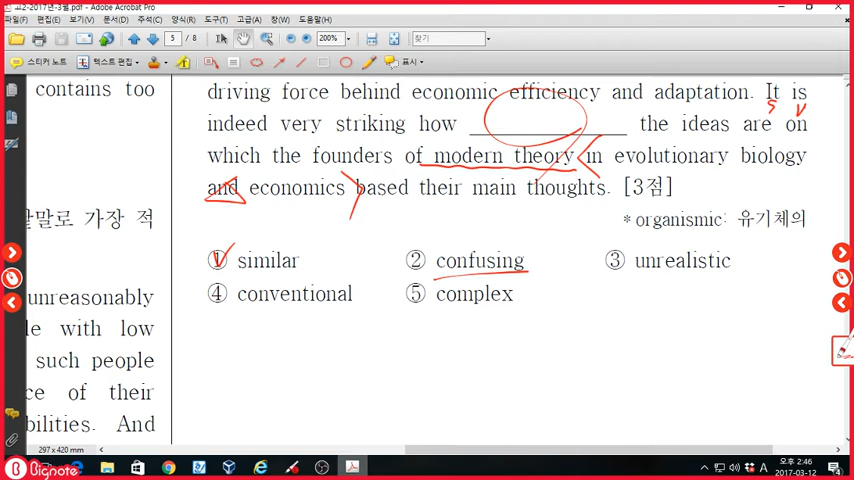 고2-2017년-3월.pdf - Adobe Acrobat Pro
파일(F) 편집(E) 보기(V) 문서(D) 주석(C) 양식(R) 도구(T) 고급(A) 창(W) 도움말(H)
5 / 8 200% 찾기
스티커 노트 텍스트 편집 표시
contains too
발말로 가장 적
unreasonably
le with low
such people
ce of their
bilities. And
driving force behind economic efficiency and adaptation. It is
S V
indeed very striking how ____________ the ideas are on
which the founders of modern theory in evolutionary biology
and economics based their main thoughts. [3점]
* organismic: 유기체의
① similar ② confusing ③ unrealistic
④ conventional ⑤ complex
297 x 420 mm
Bignote
A 오후 2:46
2017-03-12